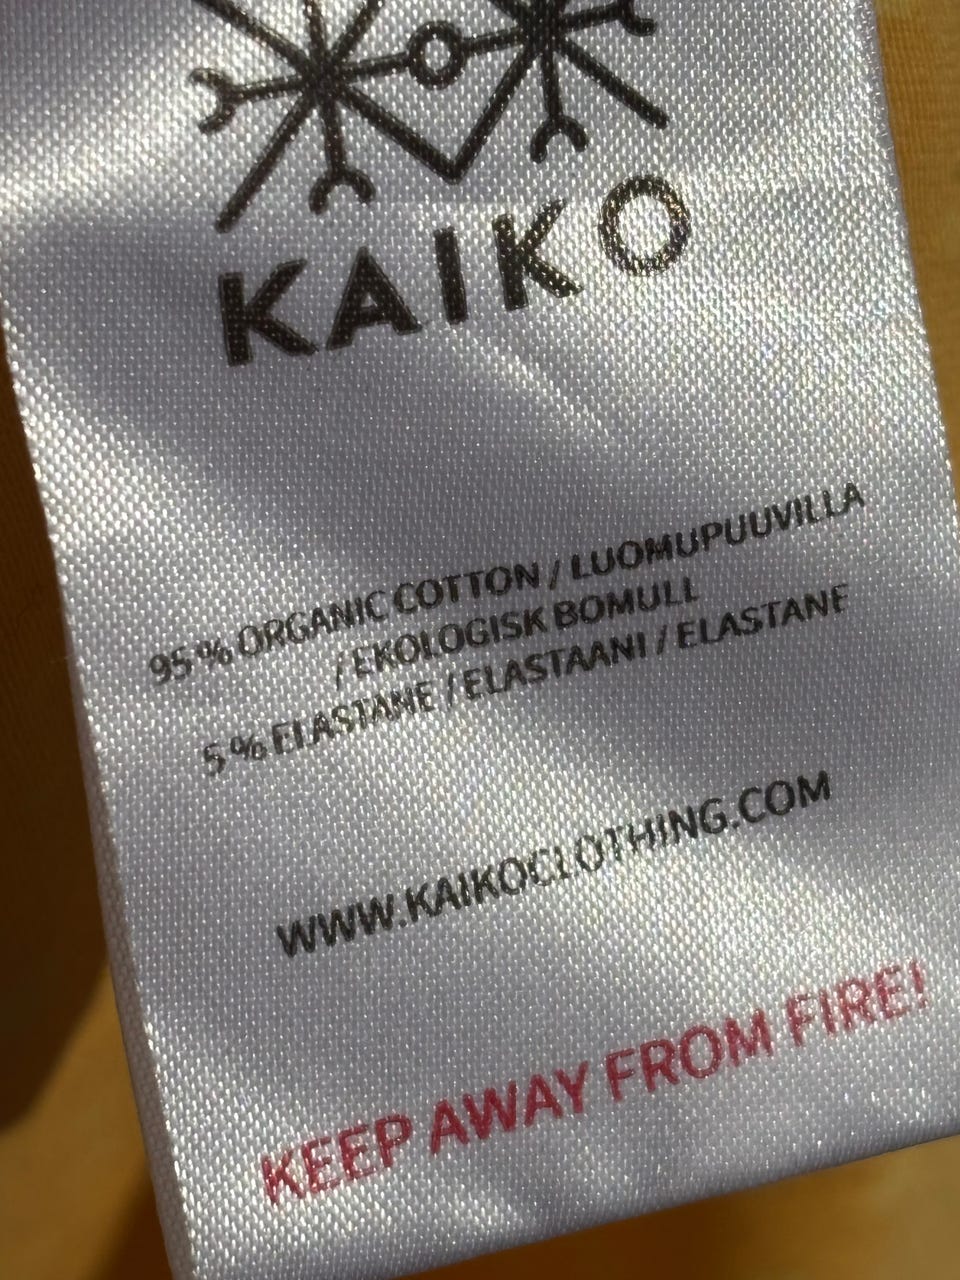 KAIKO
95 % ORGANIC COTTON / LUOMUPUUVILLA
/ EKOLOGISK BOMULL
5 % ELASTANE / ELASTAANI / ELASTANE
WWW.KAIKOCLOTHING.COM
KEEP AWAY FROM FIRE!